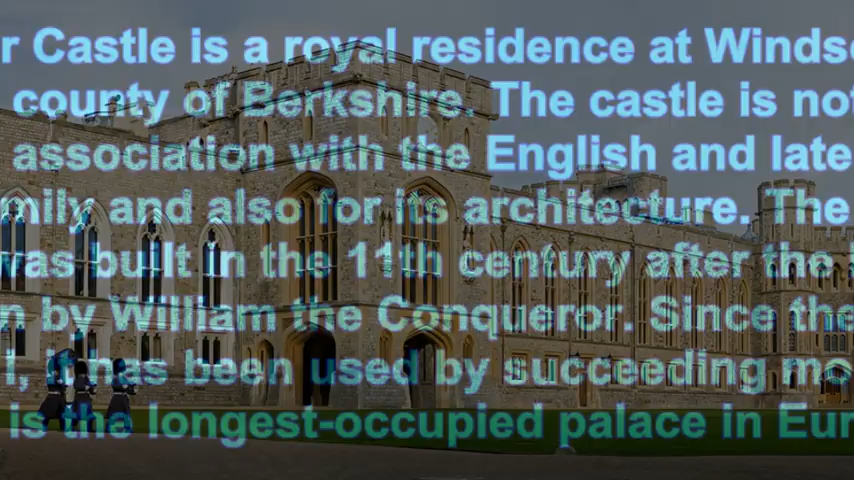 r Castle is a royal residence at Winds
county of Berkshire. The castle is not
association with the English and late
mily and also for its architecture. The
was built in the 11th century after the
n by William the Conqueror. Since the
I, it has been used by succeeding mo
is the longest-occupied palace in Eur